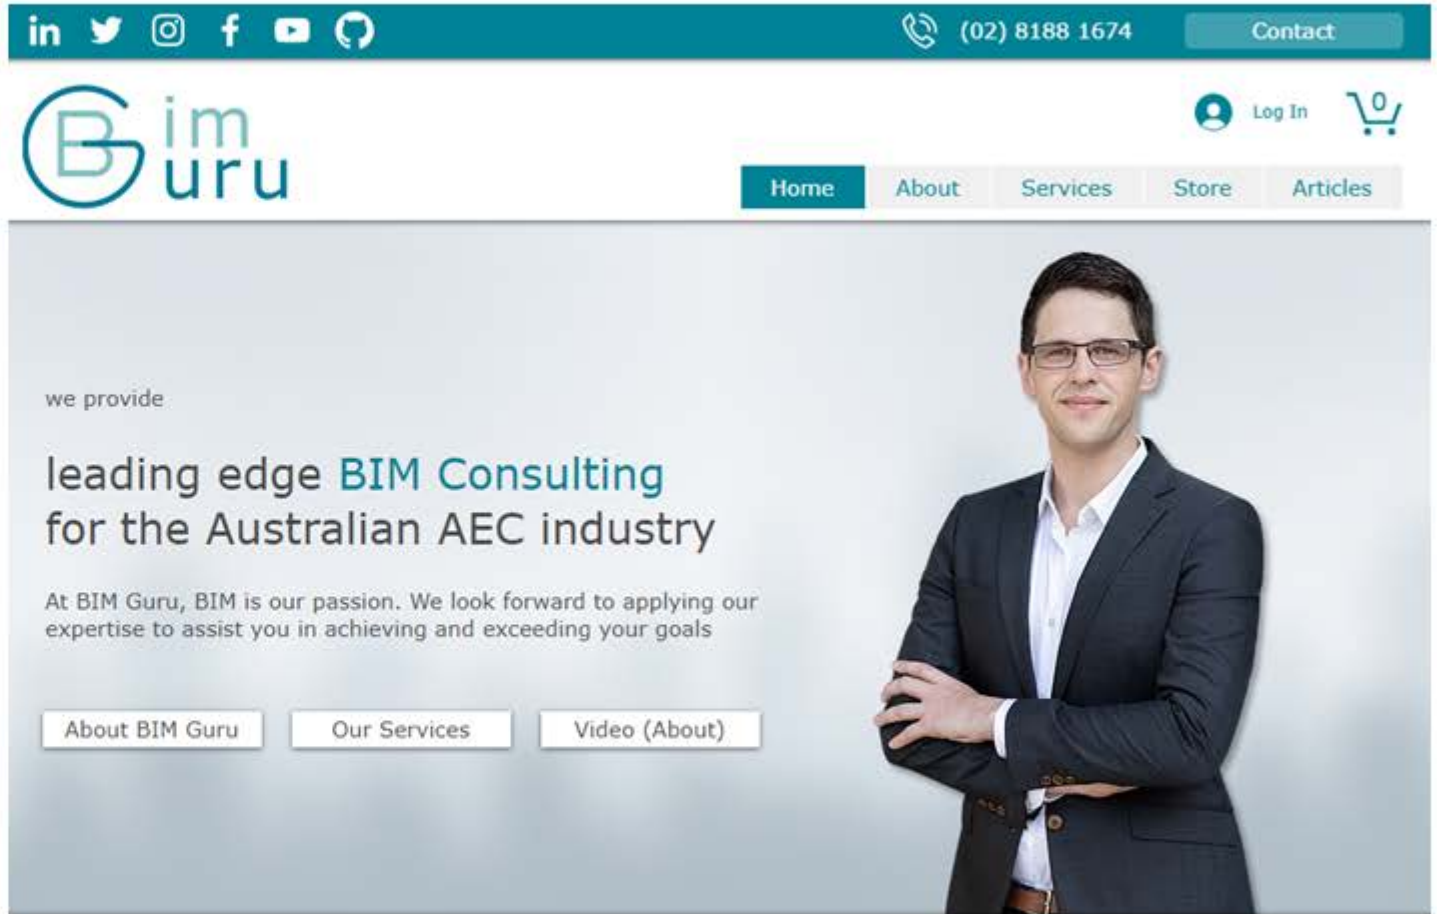 (02) 8188 1674
Contact
BG im
uru
Log In
0
Home
About
Services
Store
Articles
we provide
leading edge BIM Consulting
for the Australian AEC industry
At BIM Guru, BIM is our passion. We look forward to applying our
expertise to assist you in achieving and exceeding your goals
About BIM Guru
Our Services
Video (About)